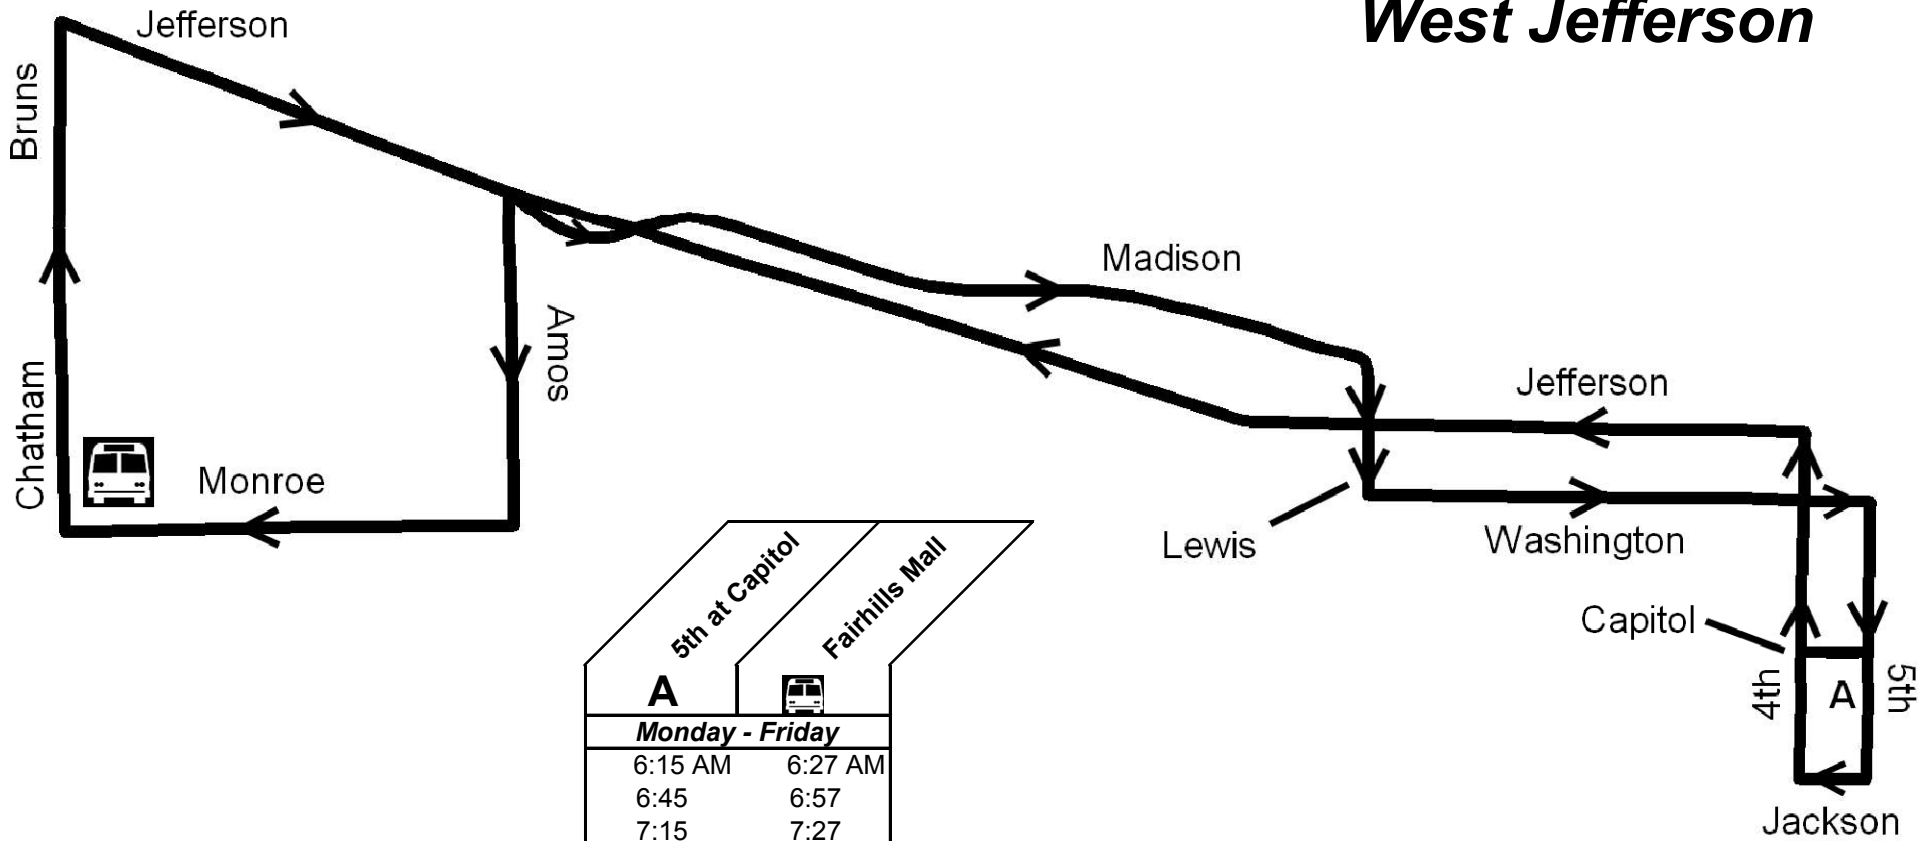 West Jefferson
Jefferson
Bruns
Madison
Amos
Jefferson
Chatham
Monroe
Lewis
Washington
Capitol
4th
A
5th
Jackson
5th at Capitol
Fairhills Mall
A
Monday - Friday
6:15 AM 6:27 AM
6:45 6:57
7:15 7:27